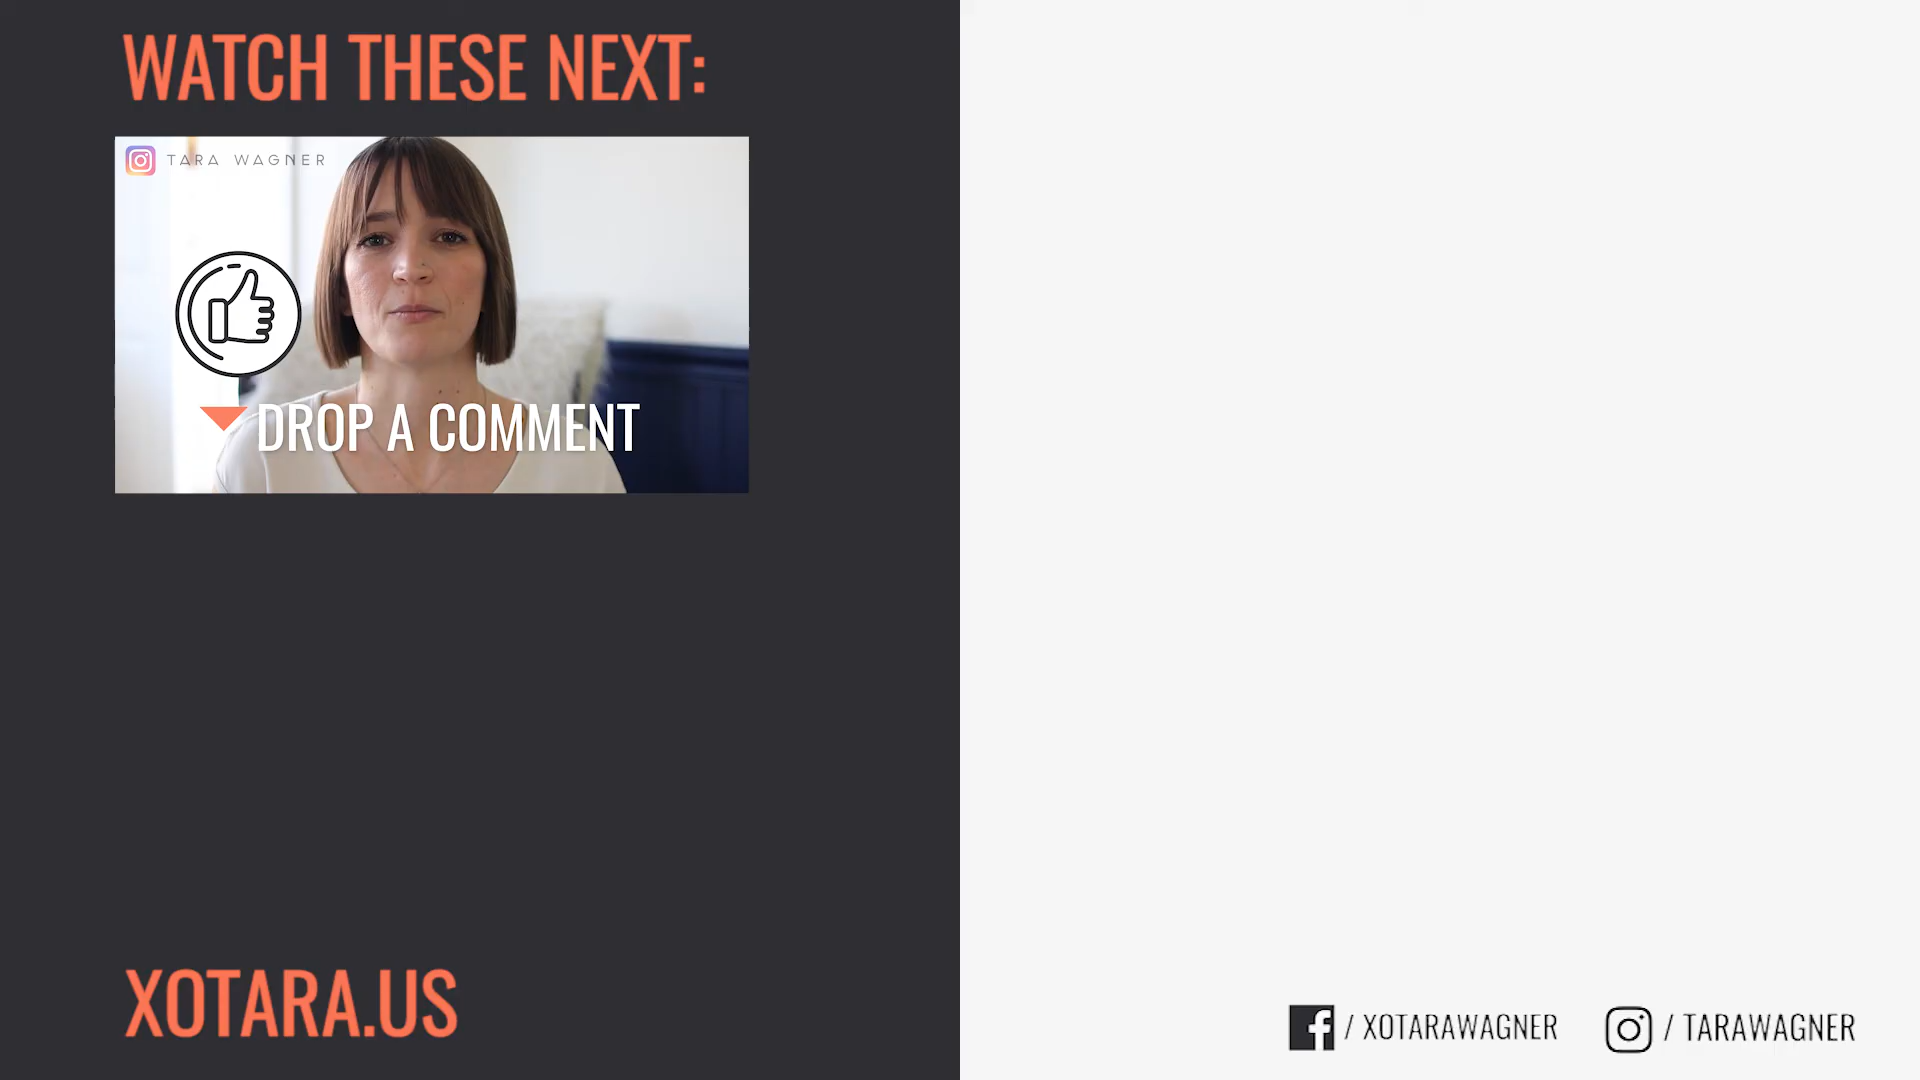 WATCH THESE NEXT:
TARA WAGNER
DROP A COMMENT
XOTARA.US
/ XOTARAWAGNER
/ TARAWAGNER